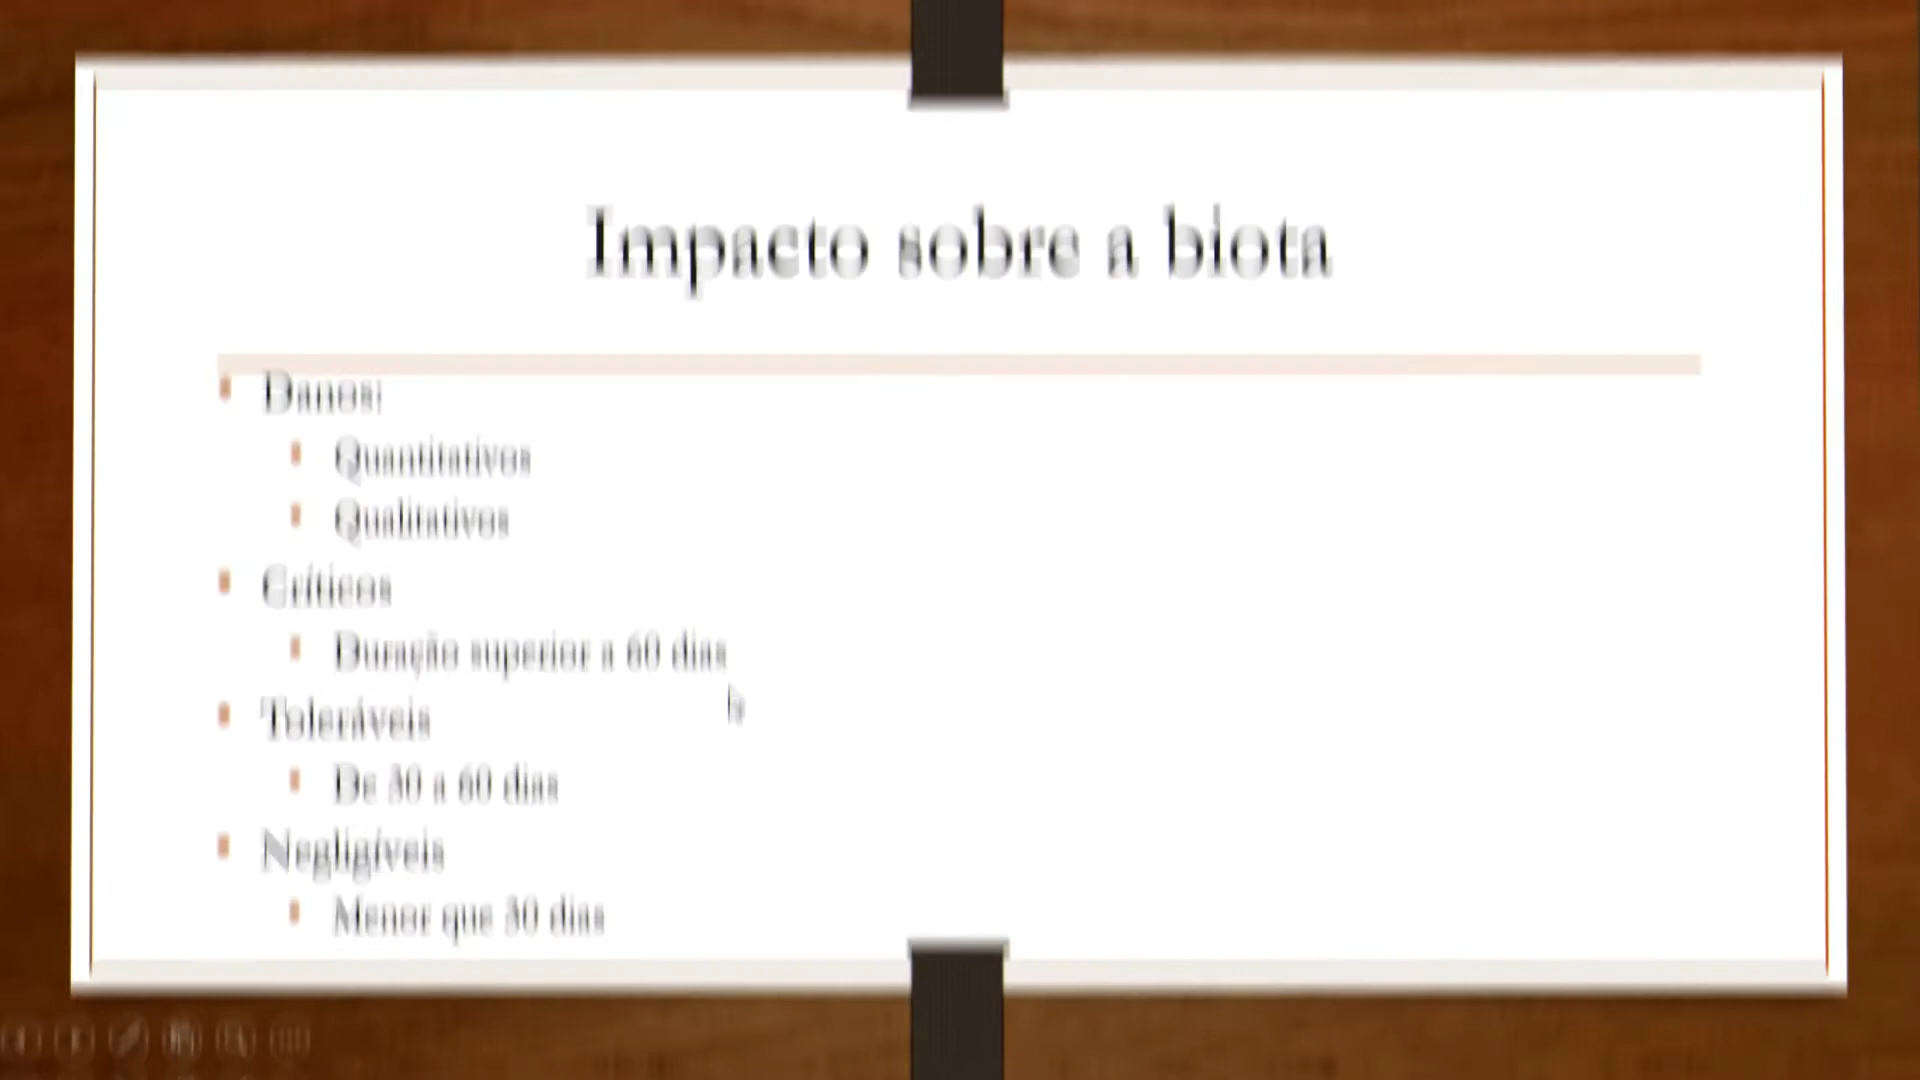 Impacto sobre a biota
Danos:
Quantitativos
Qualitativos
Críticos
Duração superior a 60 dias
Toleráveis
De 30 a 60 dias
Negligíveis
Menor que 30 dias